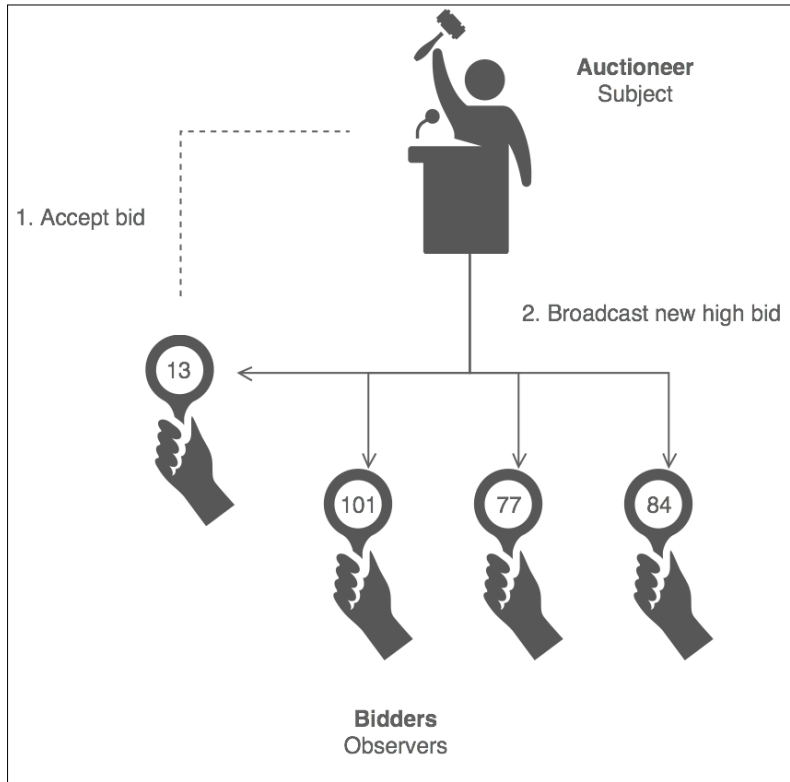 Auctioneer
Subject
1. Accept bid
2. Broadcast new high bid
13
101
77
84
Bidders
Observers